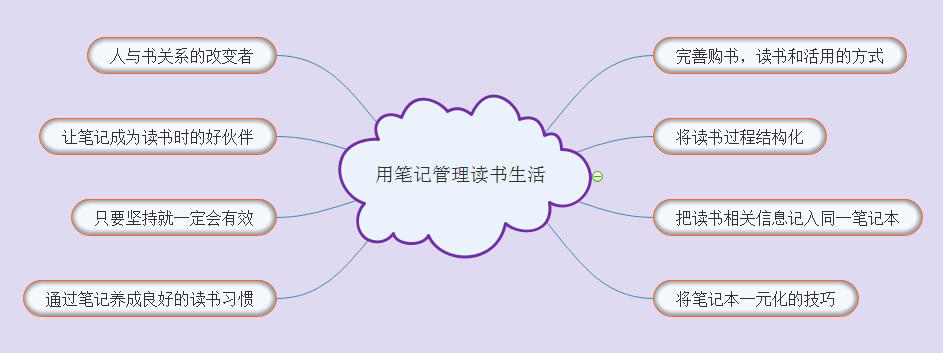 用笔记管理读书生活
完善购书，读书和活用的方式
将读书过程结构化
把读书相关信息记入同一笔记本
将笔记本一元化的技巧
人与书关系的改变者
让笔记成为读书时的好伙伴
只要坚持就一定会有效
通过笔记养成良好的读书习惯